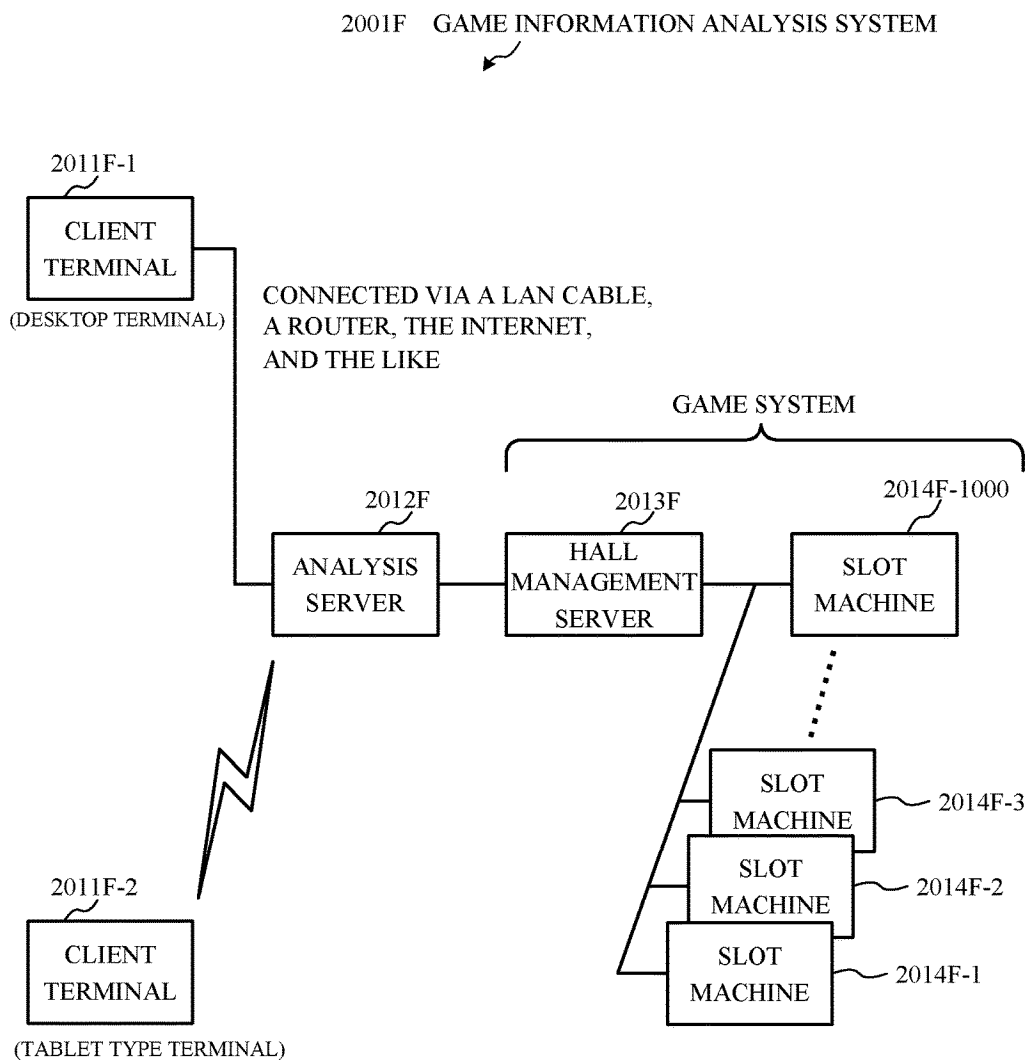 2001F GAME INFORMATION ANALYSIS SYSTEM
2011F-1
CLIENT
TERMINAL
(DESKTOP TERMINAL)
CONNECTED VIA A LAN CABLE,
A ROUTER, THE INTERNET,
AND THE LIKE
GAME SYSTEM
2012F
ANALYSIS
SERVER
2013F
HALL
MANAGEMENT
SERVER
2014F-1000
SLOT
MACHINE
SLOT
MACHINE
2014F-3
SLOT
MACHINE
2014F-2
SLOT
MACHINE
2014F-1
2011F-2
CLIENT
TERMINAL
(TABLET TYPE TERMINAL)